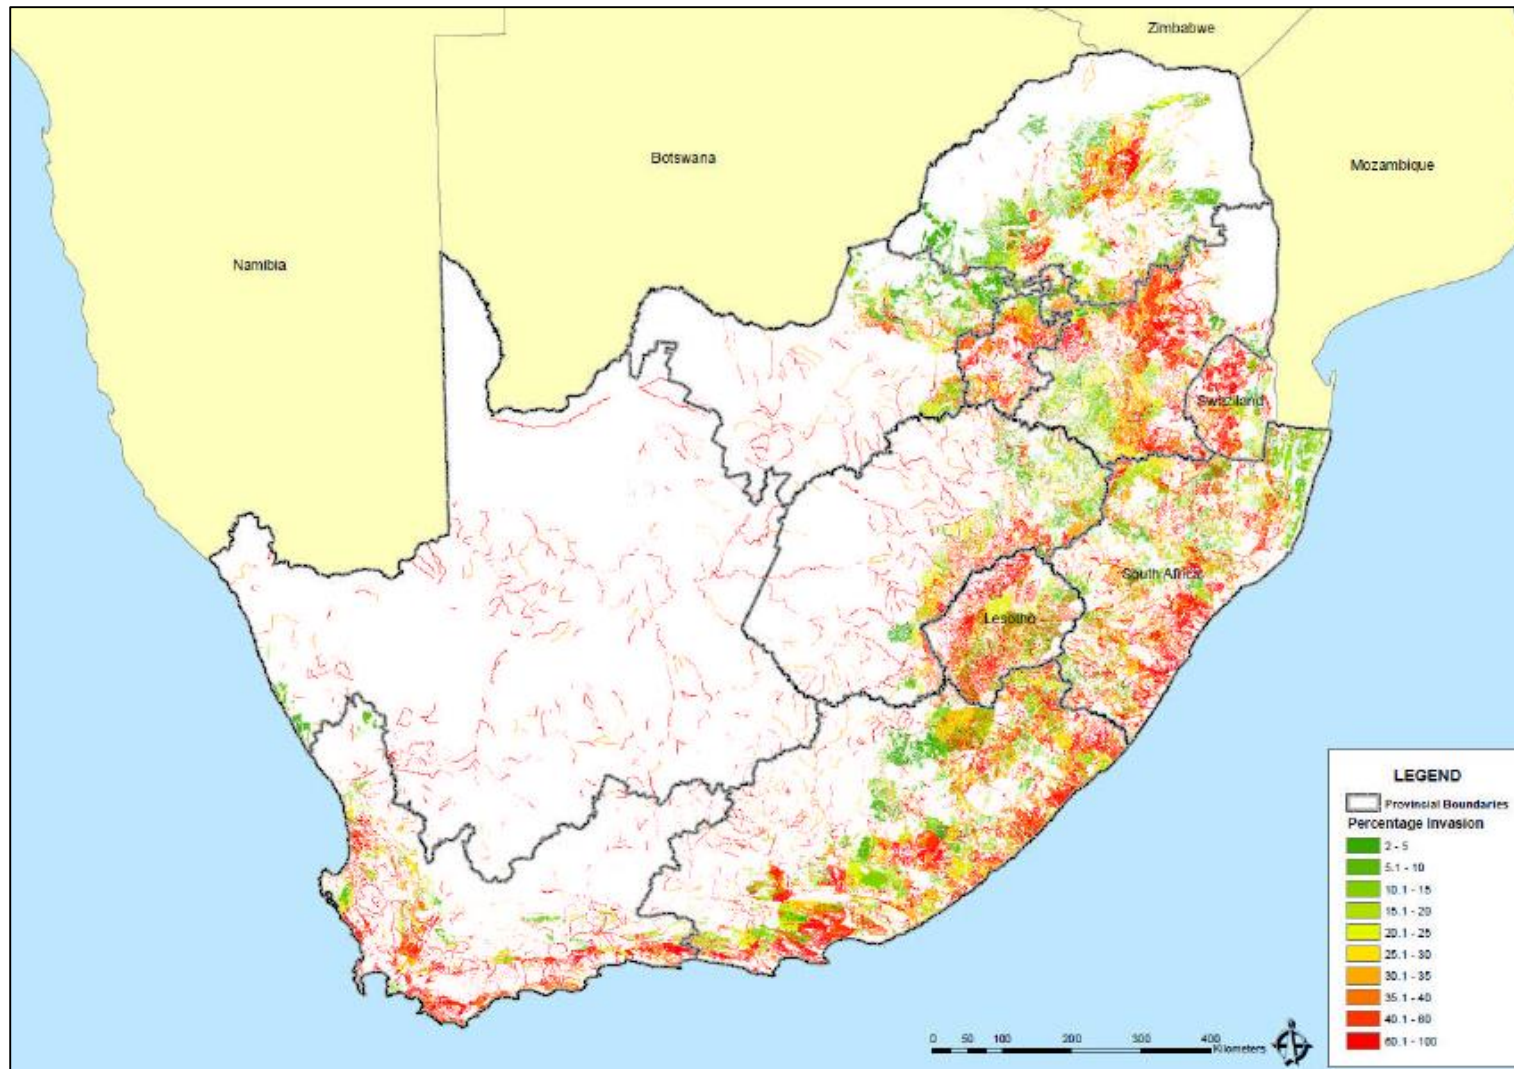 Zimbabwe
Botswana
Mozambique
Namibia
Swaziland
South Africa
Lesotho
LEGEND
Provincial Boundaries
Percentage Invasion
2 - 5
5.1 - 10
10.1 - 15
15.1 - 20
20.1 - 25
25.1 - 30
30.1 - 35
35.1 - 40
40.1 - 60
60.1 - 100
0 50 100 200 300 400
Kilometers